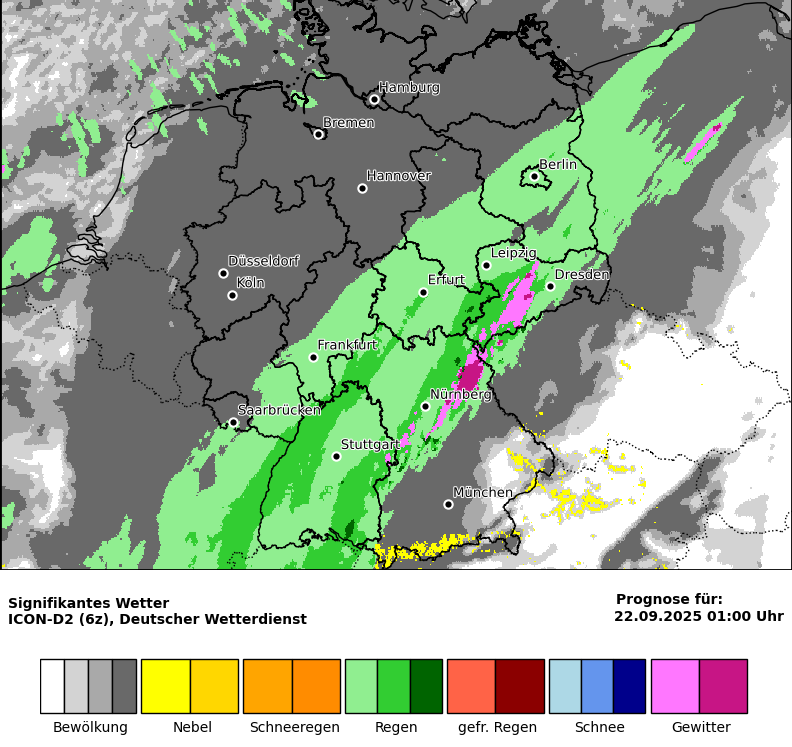 Hamburg
Bremen
Berlin
Hannover
Leipzig
Düsseldorf
Dresden
Köln
Erfurt
Frankfurt
Nürnberg
Saarbrücken
Stuttgart
München
Signifikantes Wetter
ICON-D2 (6z), Deutscher Wetterdienst
Prognose für:
22.09.2025 01:00 Uhr
Bewölkung Nebel Schneeregen Regen gefr. Regen Schnee Gewitter